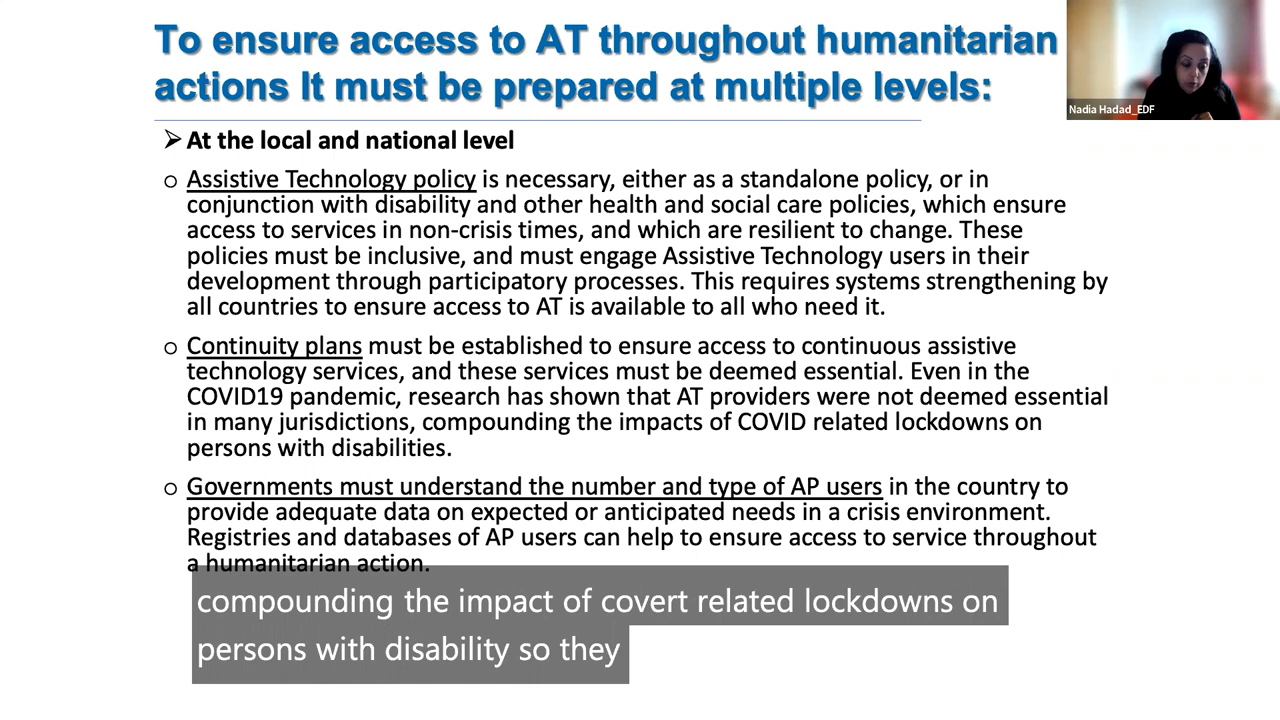 To ensure access to AT throughout humanitarian
actions It must be prepared at multiple levels:
Nadia Hadad_EDF
At the local and national level
Assistive Technology policy is necessary, either as a standalone policy, or in
conjunction with disability and other health and social care policies, which ensure
access to services in non-crisis times, and which are resilient to change. These
policies must be inclusive, and must engage Assistive Technology users in their
development through participatory processes. This requires systems strengthening by
all countries to ensure access to AT is available to all who need it.
Continuity plans must be established to ensure access to continuous assistive
technology services, and these services must be deemed essential. Even in the
COVID19 pandemic, research has shown that AT providers were not deemed essential
in many jurisdictions, compounding the impacts of COVID related lockdowns on
persons with disabilities.
Governments must understand the number and type of AP users in the country to
provide adequate data on expected or anticipated needs in a crisis environment.
Registries and databases of AP users can help to ensure access to service throughout
a humanitarian action.
compounding the impact of covert related lockdowns on
persons with disability so they